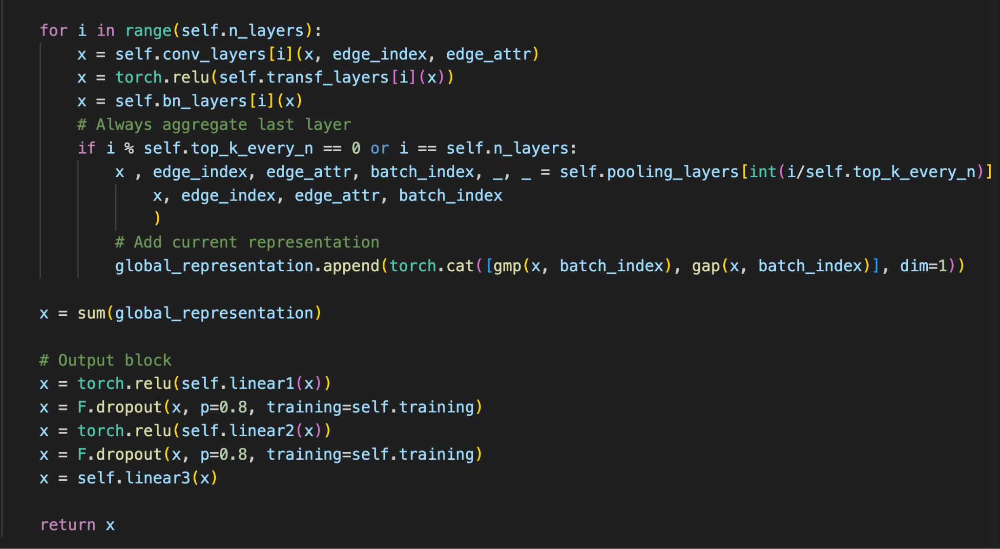 for i in range(self.n_layers):
    x = self.conv_layers[i](x, edge_index, edge_attr)
    x = torch.relu(self.transf_layers[i](x))
    x = self.bn_layers[i](x)
    # Always aggregate last layer
    if i % self.top_k_every_n == 0 or i == self.n_layers:
        x , edge_index, edge_attr, batch_index, _, _ = self.pooling_layers[int(i/self.top_k_every_n)]
            x, edge_index, edge_attr, batch_index
            )
        # Add current representation
        global_representation.append(torch.cat([gmp(x, batch_index), gap(x, batch_index)], dim=1))
x = sum(global_representation)
# Output block
x = torch.relu(self.linear1(x))
x = F.dropout(x, p=0.8, training=self.training)
x = torch.relu(self.linear2(x))
x = F.dropout(x, p=0.8, training=self.training)
x = self.linear3(x)
return x